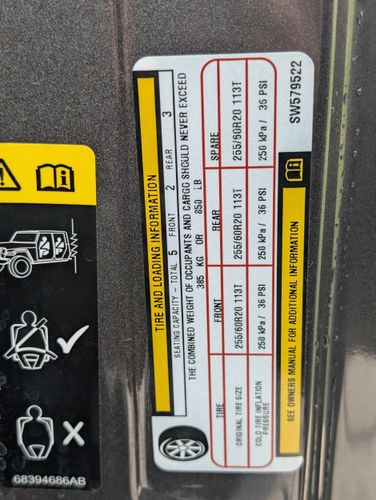 TIRE AND LOADING INFORMATION
SEATING CAPACITY - TOTAL 5 FRONT 2 REAR 3
THE COMBINED WEIGHT OF OCCUPANTS AND CARGO SHOULD NEVER EXCEED
385 KG OR 850 LB
TIRE FRONT REAR SPARE
ORIGINAL TIRE SIZE 255/60R20 113T 255/60R20 113T 255/60R20 113T
COLD TIRE INFLATION PRESSURE 250 kPa / 36 PSI 250 kPa / 36 PSI 250 kPa / 36 PSI
SEE OWNERS MANUAL FOR ADDITIONAL INFORMATION
SW579522
68394686AB